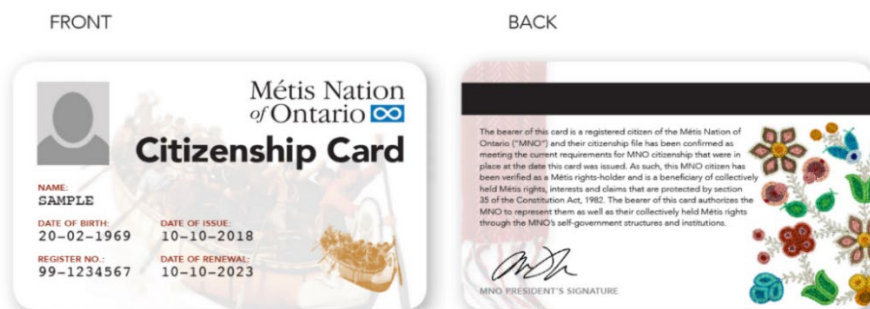 FRONT
BACK
Métis Nation
of Ontario
Citizenship Card
NAME:
SAMPLE
DATE OF BIRTH:
20-02-1969
DATE OF ISSUE:
10-10-2018
REGISTER NO.:
99-1234567
DATE OF RENEWAL:
10-10-2023
The bearer of this card is a registered citizen of the Métis Nation of
Ontario ("MNO") and their citizenship file has been confirmed as
meeting the current requirements for MNO citizenship that were in
place at the date this card was issued. As such, this MNO citizen has
been verified as a Métis rights-holder and is a beneficiary of collectively
held Métis rights, interests and claims that are protected by section
35 of the Constitution Act, 1982. The bearer of this card authorizes the
MNO to represent them as well as their collectively held Métis rights
through the MNO's self-government structures and institutions.
MNO PRESIDENT'S SIGNATURE